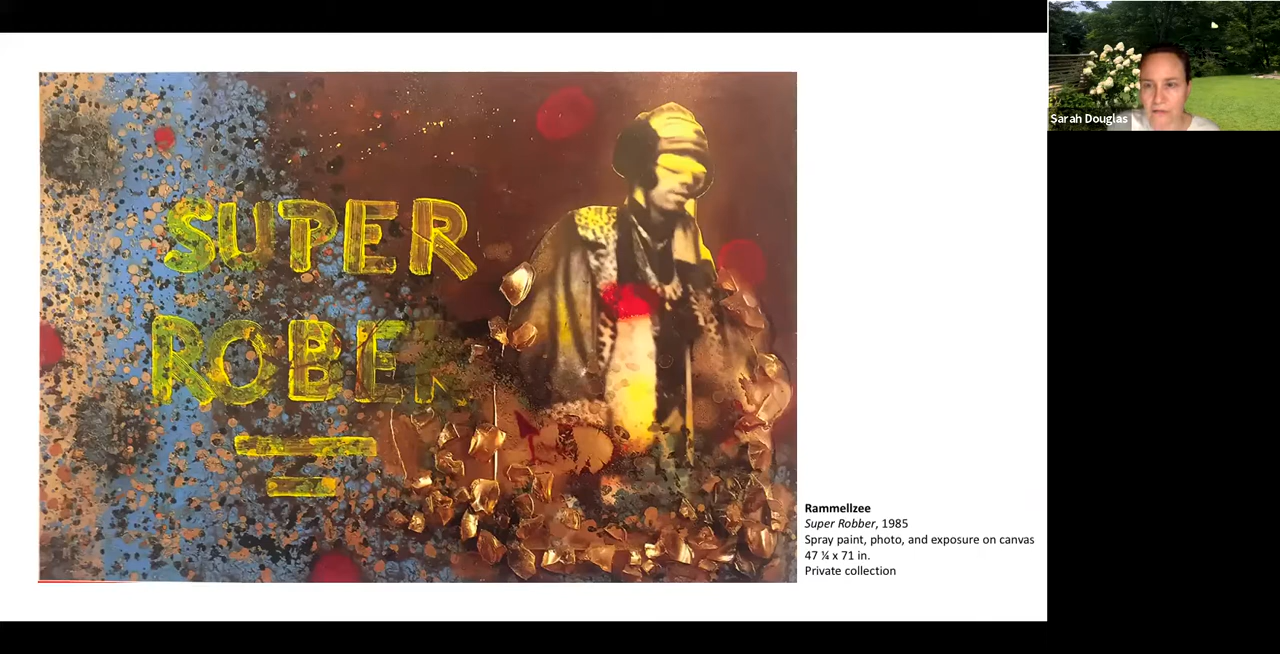 SUPER
ROBER
Rammellzee
Super Robber, 1985
Spray paint, photo, and exposure on canvas
47 ¼ x 71 in.
Private collection
Sarah Douglas